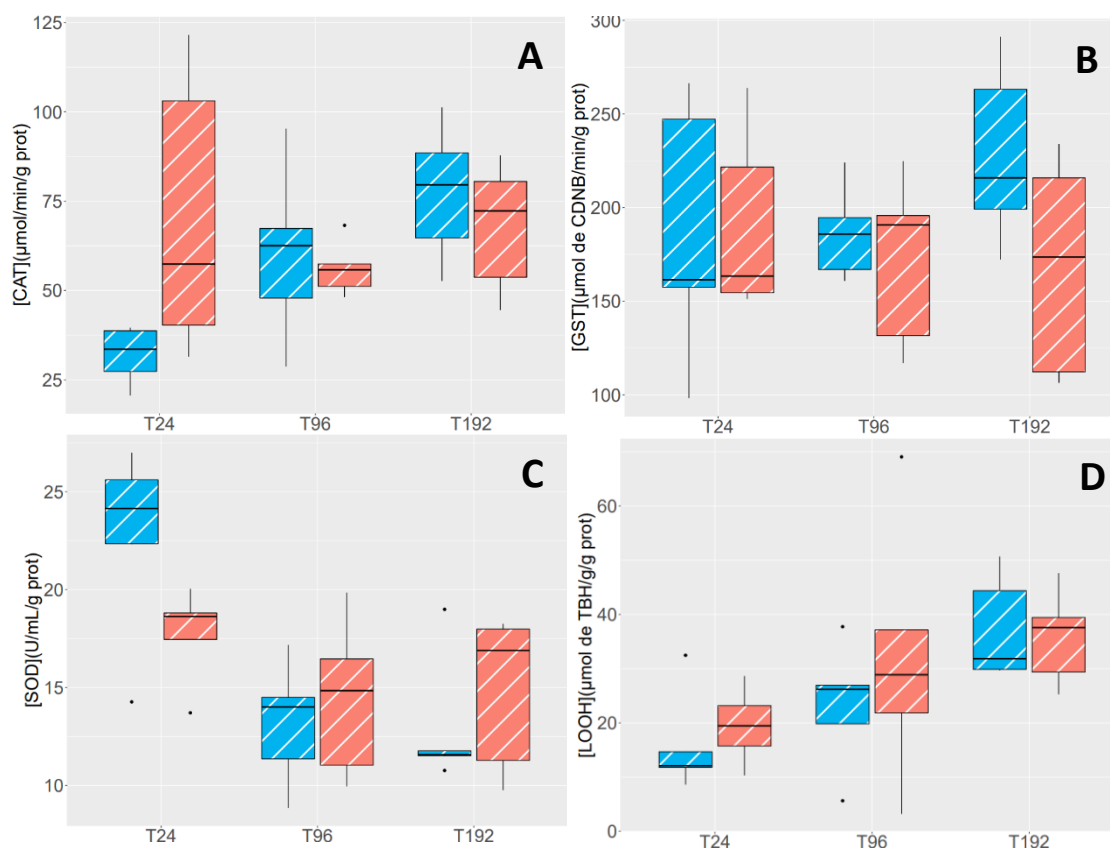 A
[CAT](µmol/min/g prot)
125
100
75
50
25
T24
T96
T192
B
[GST](µmol de CDNB/min/g prot)
300
250
200
150
100
T24
T96
T192
C
[SOD](U/mL/g prot)
25
20
15
10
T24
T96
T192
D
[LOOH](µmol de TBH/g/g prot)
60
40
20
0
T24
T96
T192